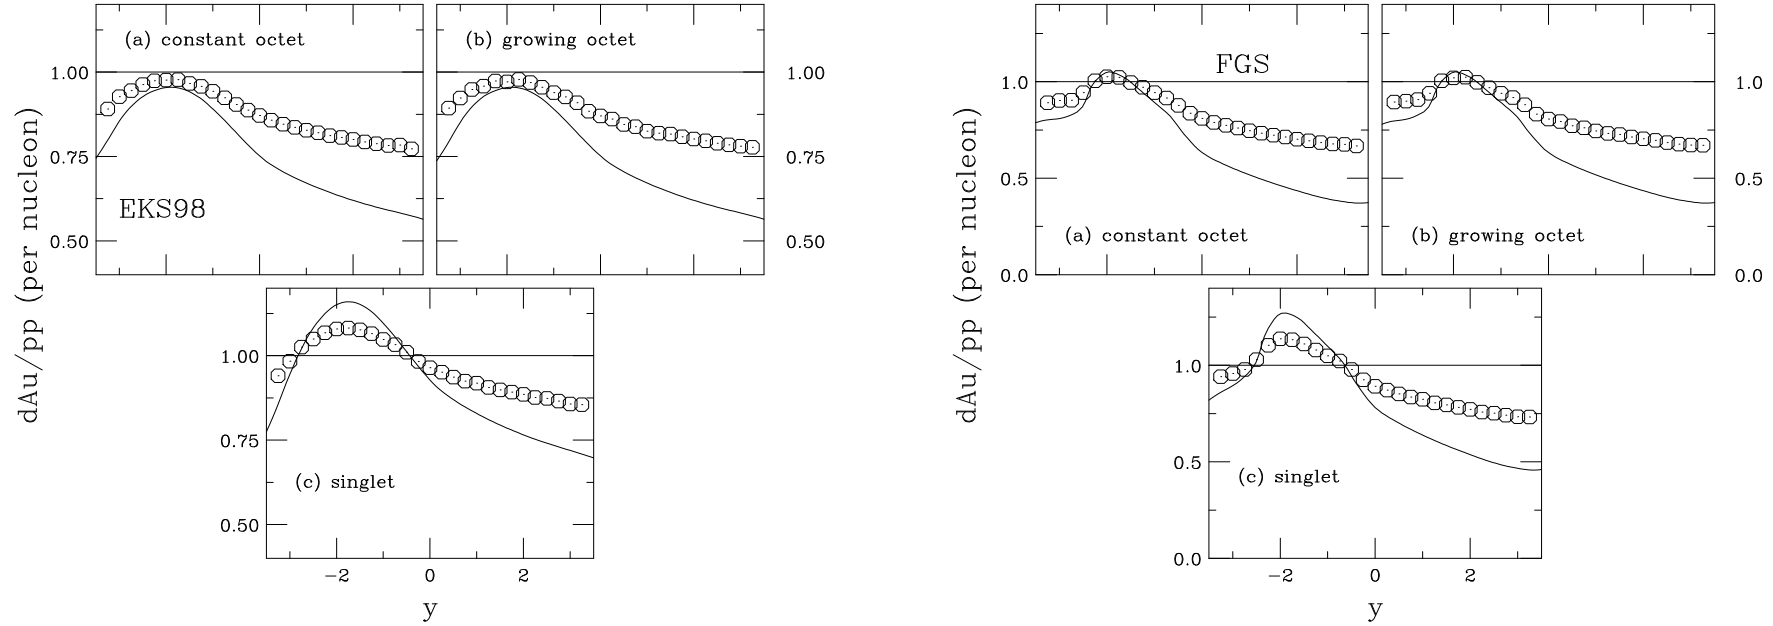 (a) constant octet
(b) growing octet
1.00
0.75
0.50
1.00
0.75
0.50
EKS98
dAu/pp (per nucleon)
1.00
0.75
0.50
(c) singlet
−2 0 2
y
FGS
1.0
0.5
0.0
1.0
0.5
0.0
(a) constant octet
(b) growing octet
dAu/pp (per nucleon)
1.0
0.5
0.0
(c) singlet
−2 0 2
y